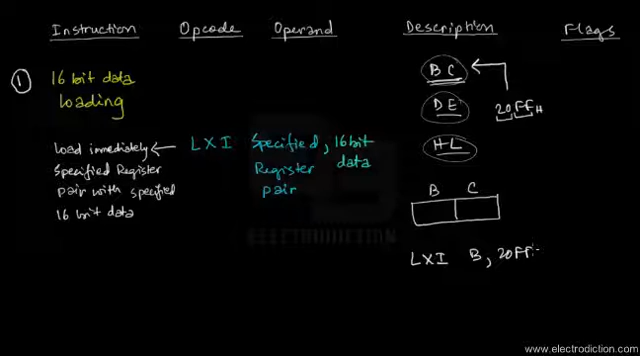 Instruction Opcode Operand Description Flags
1 16 bit data
Loading
BC
DE
20FFH
HL
Load immediately
Specified Register
pair with specified
16 bit data
LXI Specified, 16 bit
Register data
pair
B C
LXI B, 20FF
ELECTRODICTION
www.electrodiction.com